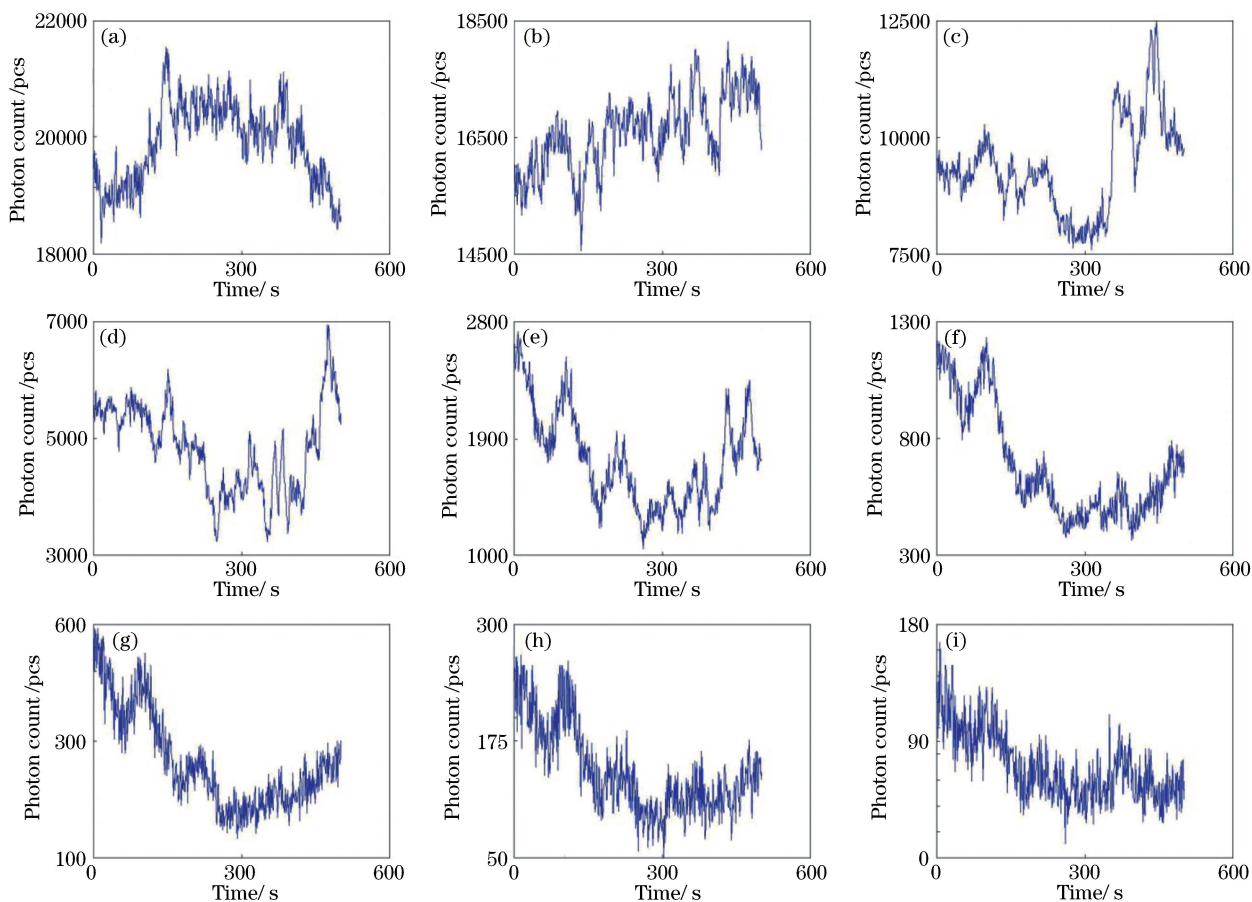 22000
(a)
20000
18000
Photon count /pcs
0
300
600
Time/ s
18500
(b)
16500
14500
Photon count /pcs
0
300
600
Time/ s
12500
(c)
10000
7500
Photon count /pcs
0
300
600
Time/ s
7000
(d)
5000
3000
Photon count /pcs
0
300
600
Time/ s
2800
(e)
1900
1000
Photon count /pcs
0
300
600
Time/ s
1300
(f)
800
300
Photon count /pcs
0
300
600
Time/ s
600
(g)
300
100
Photon count /pcs
0
300
600
Time/ s
300
(h)
175
50
Photon count /pcs
0
300
600
Time/ s
180
(i)
90
0
Photon count /pcs
0
300
600
Time/ s